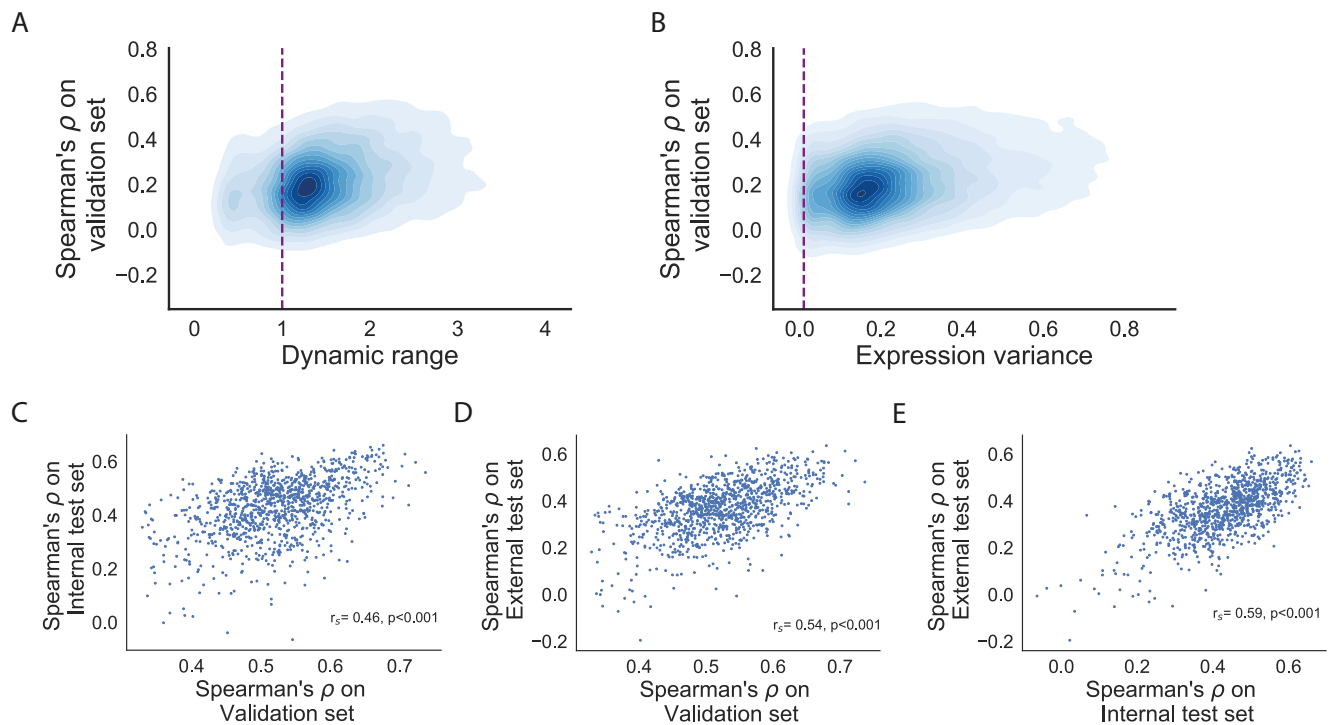 A
Spearman's ρ on
validation set
0.8
0.6
0.4
0.2
0.0
−0.2
0
1
2
3
4
Dynamic range
B
Spearman's ρ on
validation set
0.8
0.6
0.4
0.2
0.0
−0.2
0.0
0.2
0.4
0.6
0.8
Expression variance
C
Spearman's ρ on
Internal test set
0.6
0.4
0.2
0.0
rs= 0.46, p<0.001
0.4
0.5
0.6
0.7
Spearman's ρ on
Validation set
D
Spearman's ρ on
External test set
0.6
0.4
0.2
0.0
−0.2
rs= 0.54, p<0.001
0.4
0.5
0.6
0.7
Spearman's ρ on
Validation set
E
Spearman's ρ on
External test set
0.6
0.4
0.2
0.0
−0.2
rs= 0.59, p<0.001
0.0
0.2
0.4
0.6
Spearman's ρ on
Internal test set